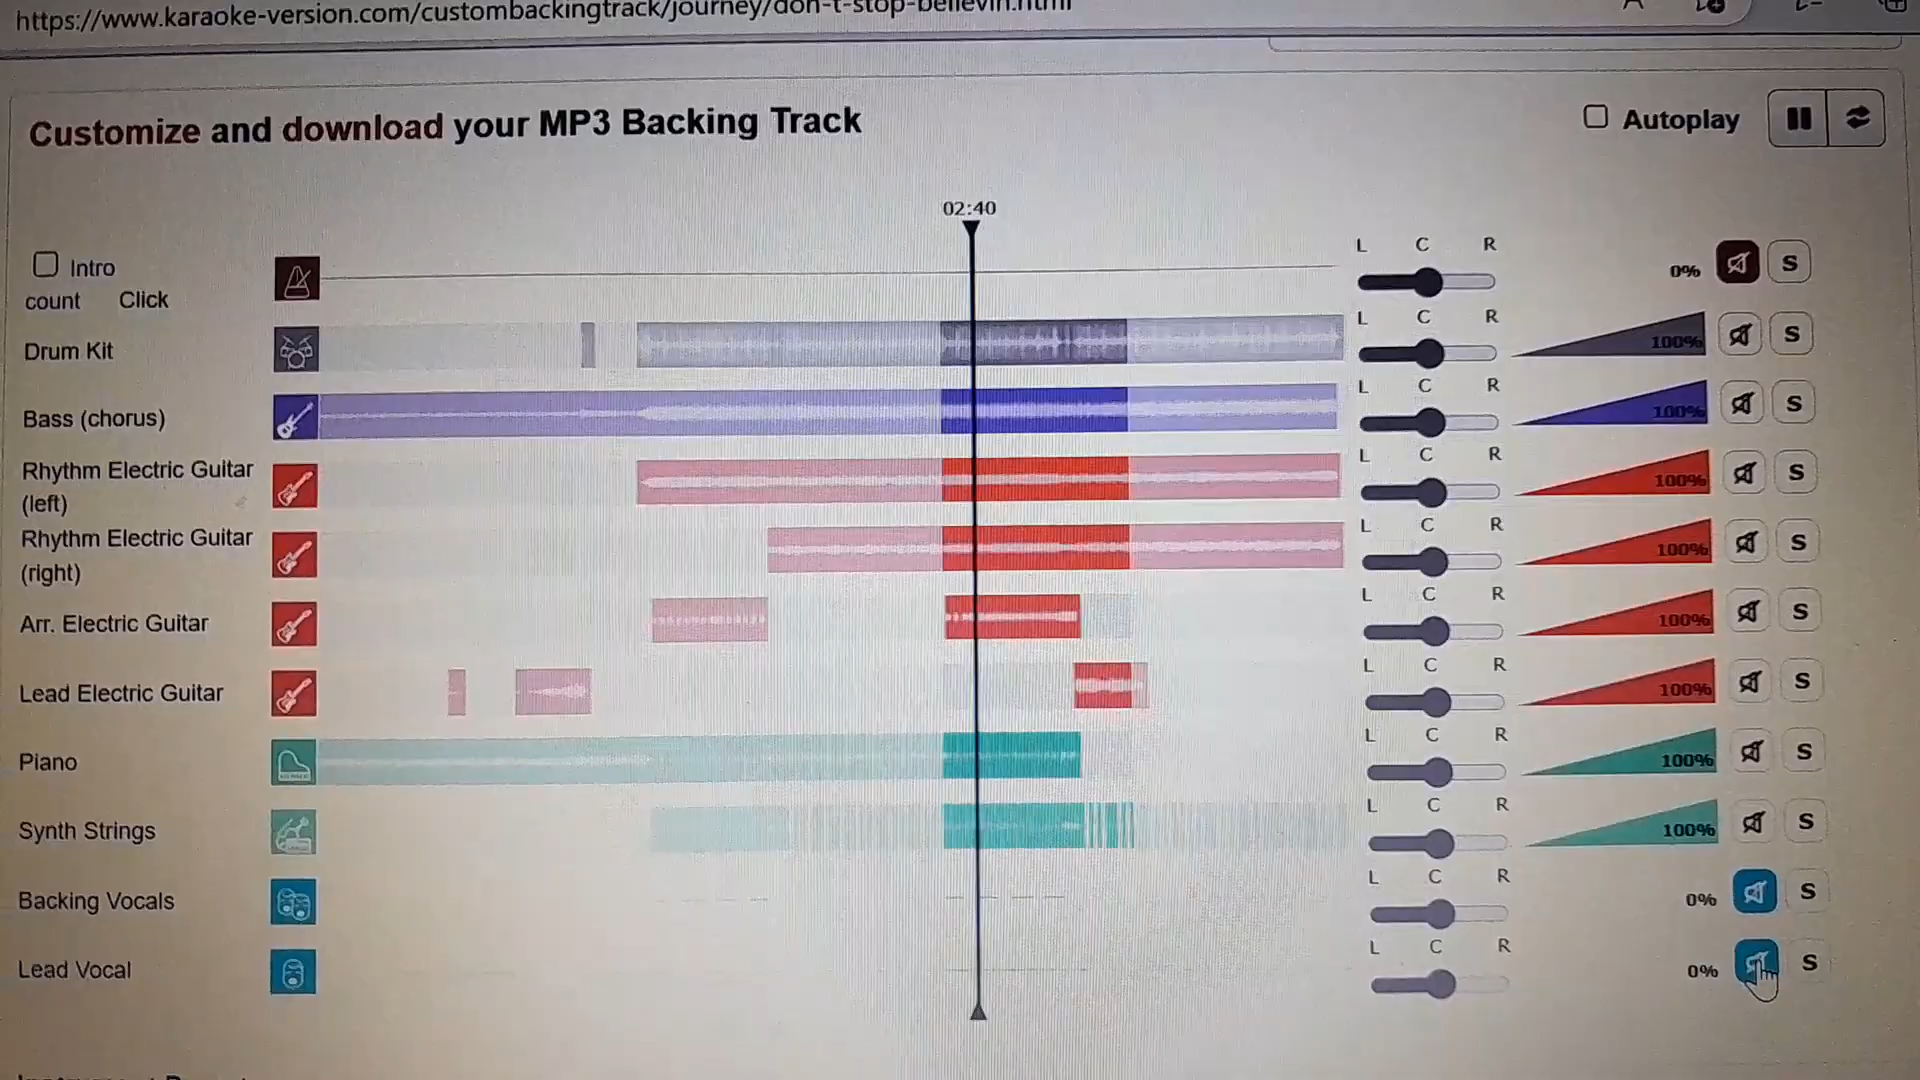 https://www.karaoke-version.com/custombackingtrack/journey/don-t-stop-believin.html
Customize and download your MP3 Backing Track
Autoplay
02:40
Intro count Click
L C R
0%
S
Drum Kit
L C R
100%
S
Bass (chorus)
L C R
100%
S
Rhythm Electric Guitar
(left)
L C R
100%
S
Rhythm Electric Guitar
(right)
L C R
100%
S
Arr. Electric Guitar
L C R
100%
S
Lead Electric Guitar
L C R
100%
S
Piano
L C R
100%
S
Synth Strings
L C R
100%
S
Backing Vocals
L C R
0%
S
Lead Vocal
L C R
0%
S